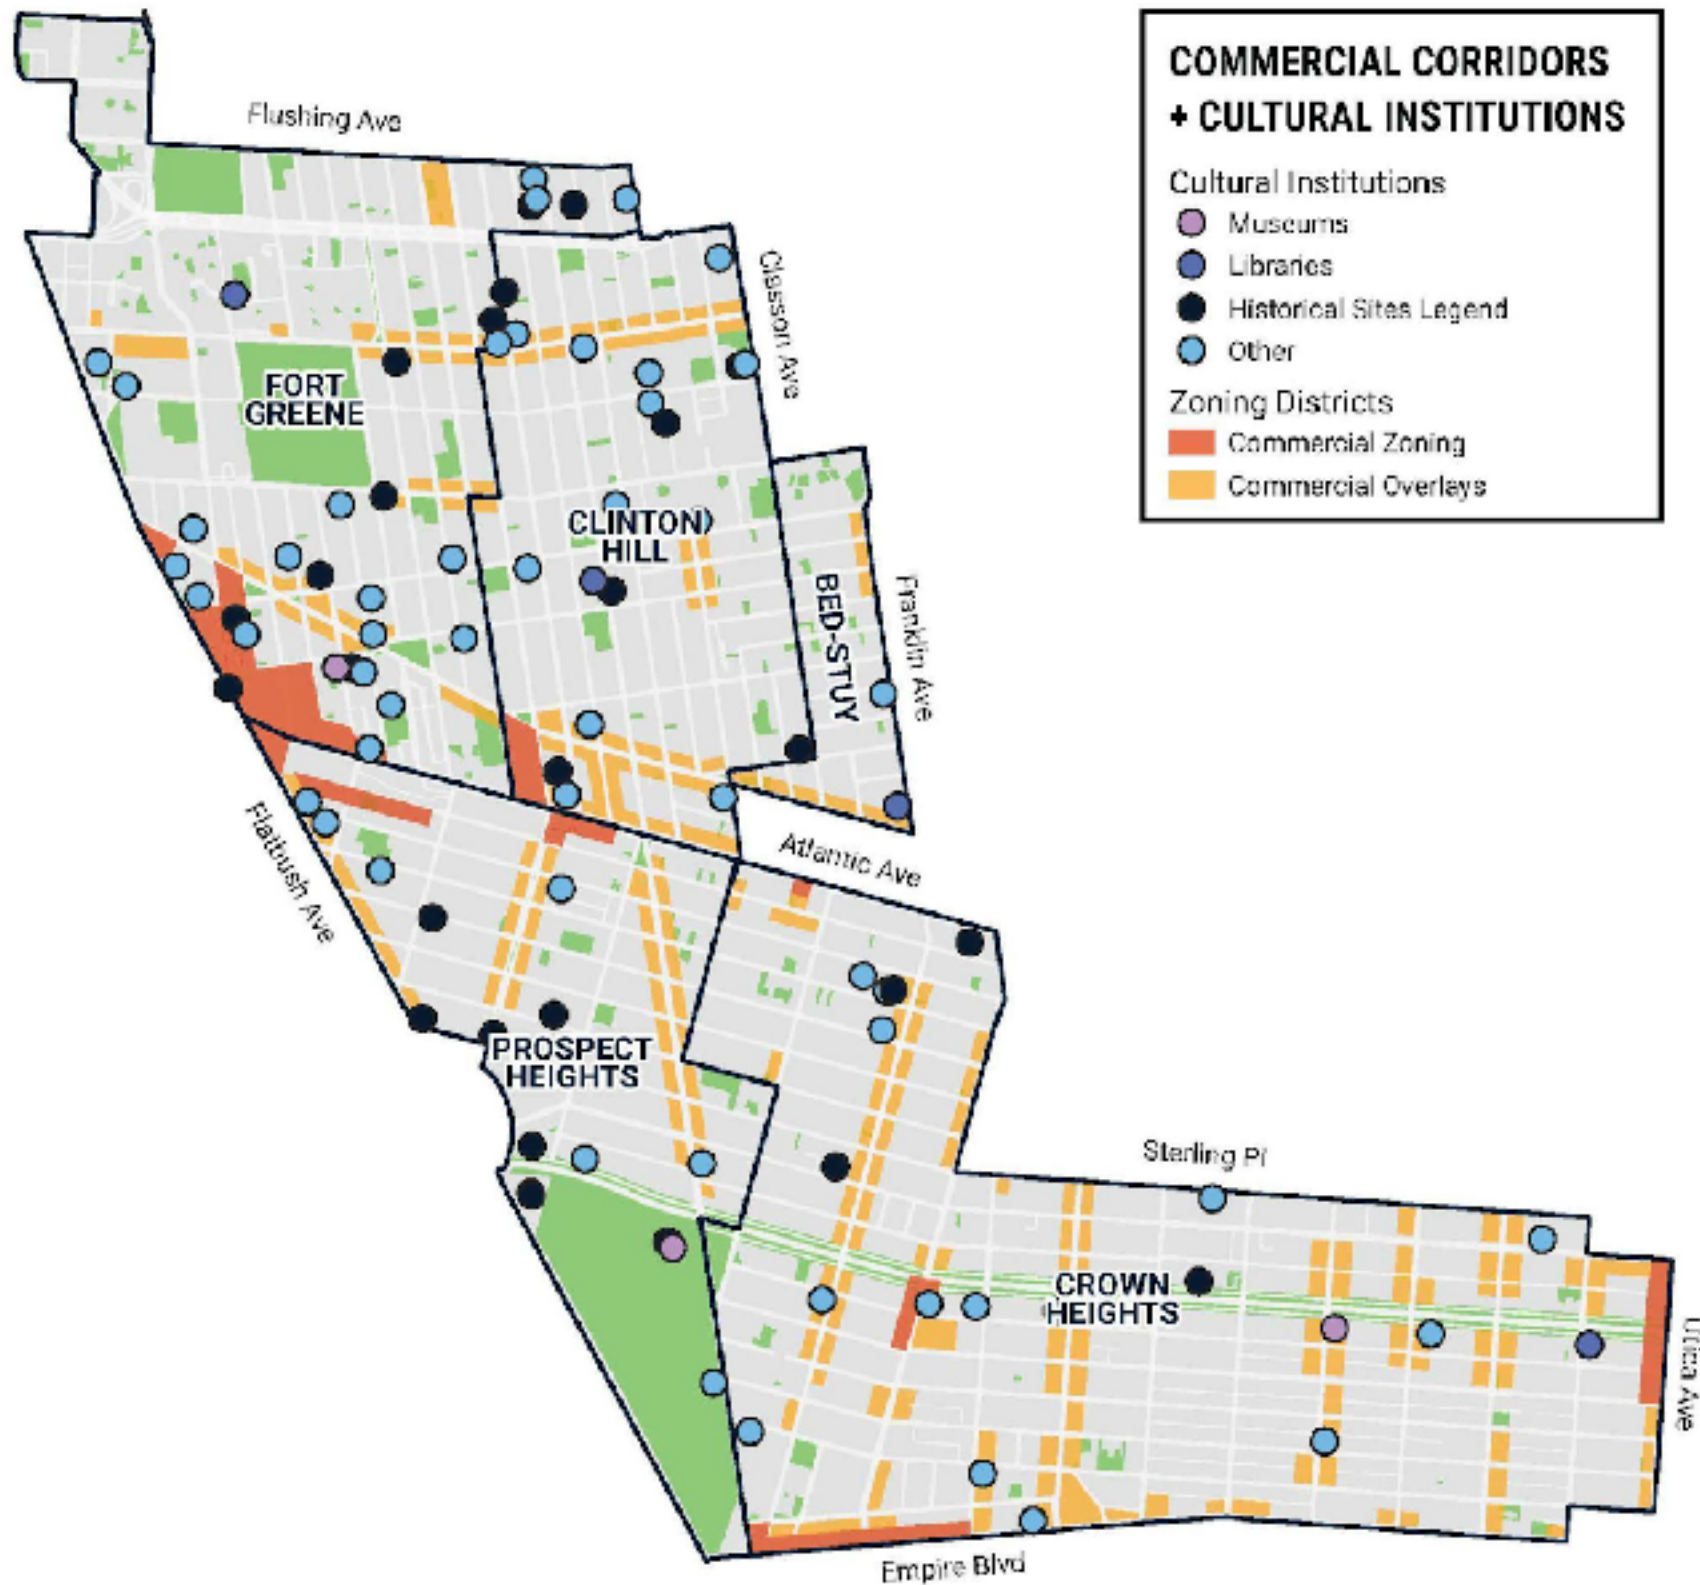 COMMERCIAL CORRIDORS
+ CULTURAL INSTITUTIONS
Cultural Institutions
Museums
Libraries
Historical Sites Legend
Other
Zoning Districts
Commercial Zoning
Commercial Overlays
Flushing Ave
Classon Ave
FORT
GREENE
CLINTON
HILL
BED-STUY
Franklin Ave
Flatbush Ave
Atlantic Ave
PROSPECT
HEIGHTS
Sterling Pl
CROWN
HEIGHTS
Utica Ave
Empire Blvd